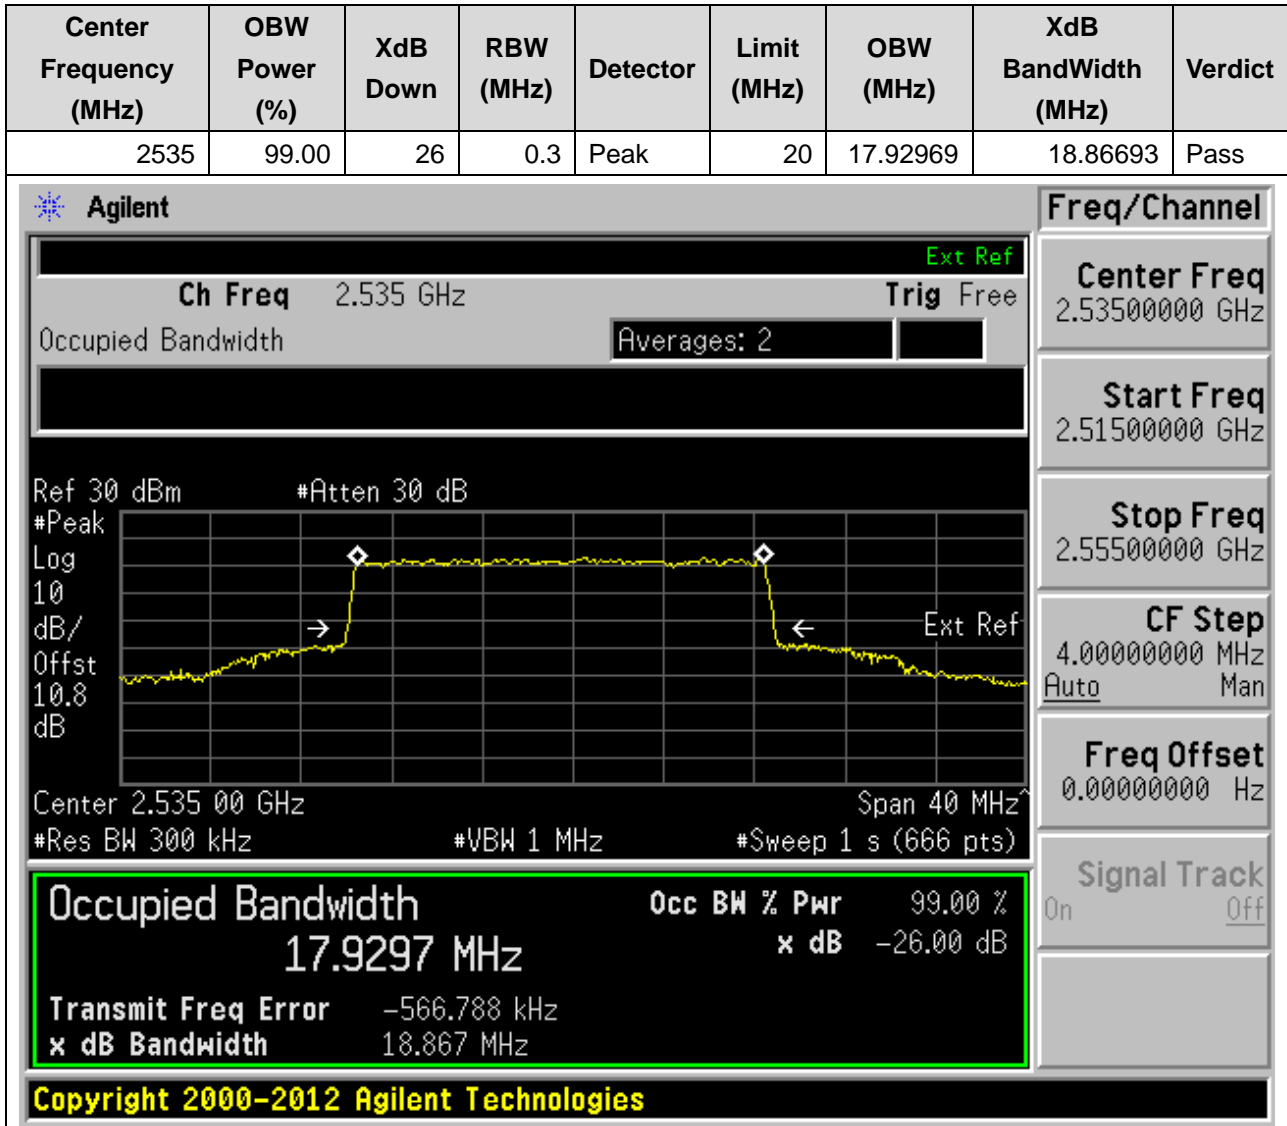 Center Frequency (MHz) OBW Power (%) XdB Down RBW (MHz) Detector Limit (MHz) OBW (MHz) XdB BandWidth (MHz) Verdict
2535 99.00 26 0.3 Peak 20 17.92969 18.86693 Pass
Agilent
Freq/Channel
Ext Ref
Ch Freq 2.535 GHz Trig Free
Occupied Bandwidth Averages: 2
Ref 30 dBm #Atten 30 dB
#Peak
Log
10
dB/
Offst
10.8
dB
Ext Ref
Center 2.535 00 GHz Span 40 MHz^
#Res BW 300 kHz #VBW 1 MHz #Sweep 1 s (666 pts)
Occupied Bandwidth
17.9297 MHz
Occ BW % Pwr 99.00 %
x dB -26.00 dB
Transmit Freq Error -566.788 kHz
x dB Bandwidth 18.867 MHz
Center Freq
2.53500000 GHz
Start Freq
2.51500000 GHz
Stop Freq
2.55500000 GHz
CF Step
4.00000000 MHz
Auto Man
Freq Offset
0.00000000 Hz
Signal Track
On Off
Copyright 2000-2012 Agilent Technologies